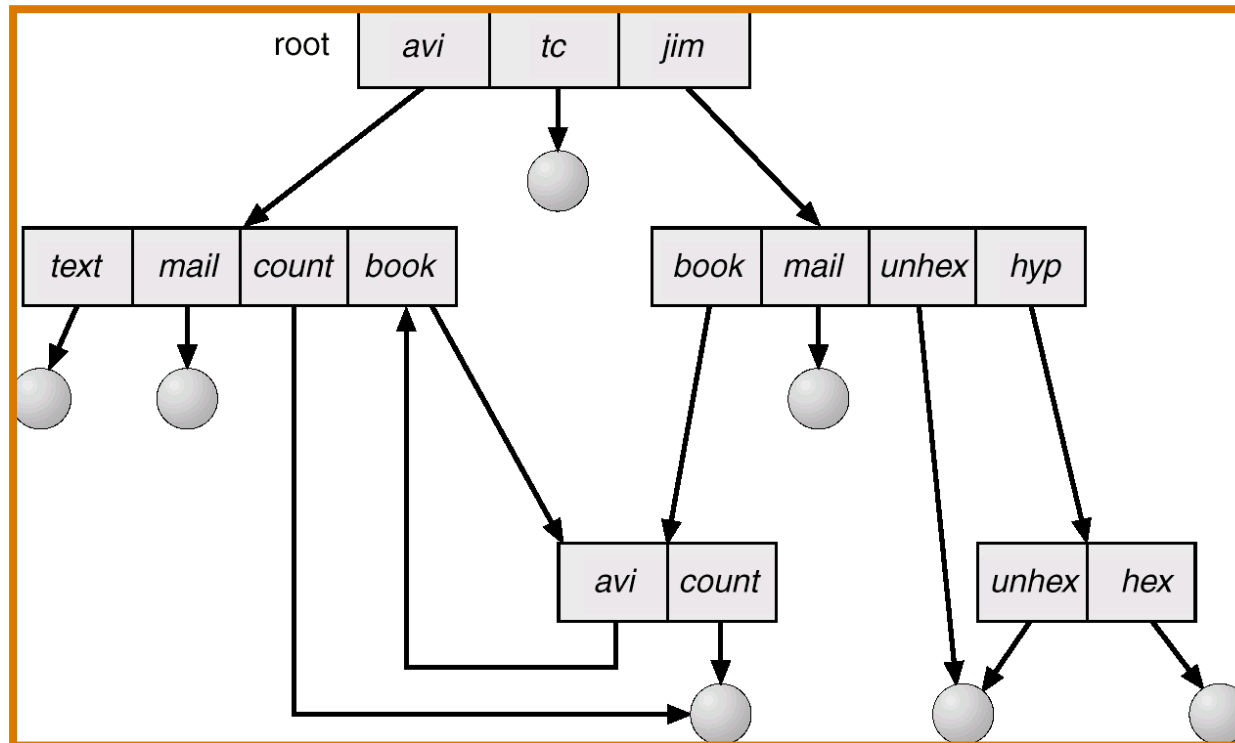 root avi tc jim
text mail count book book mail unhex hyp
avi count unhex hex